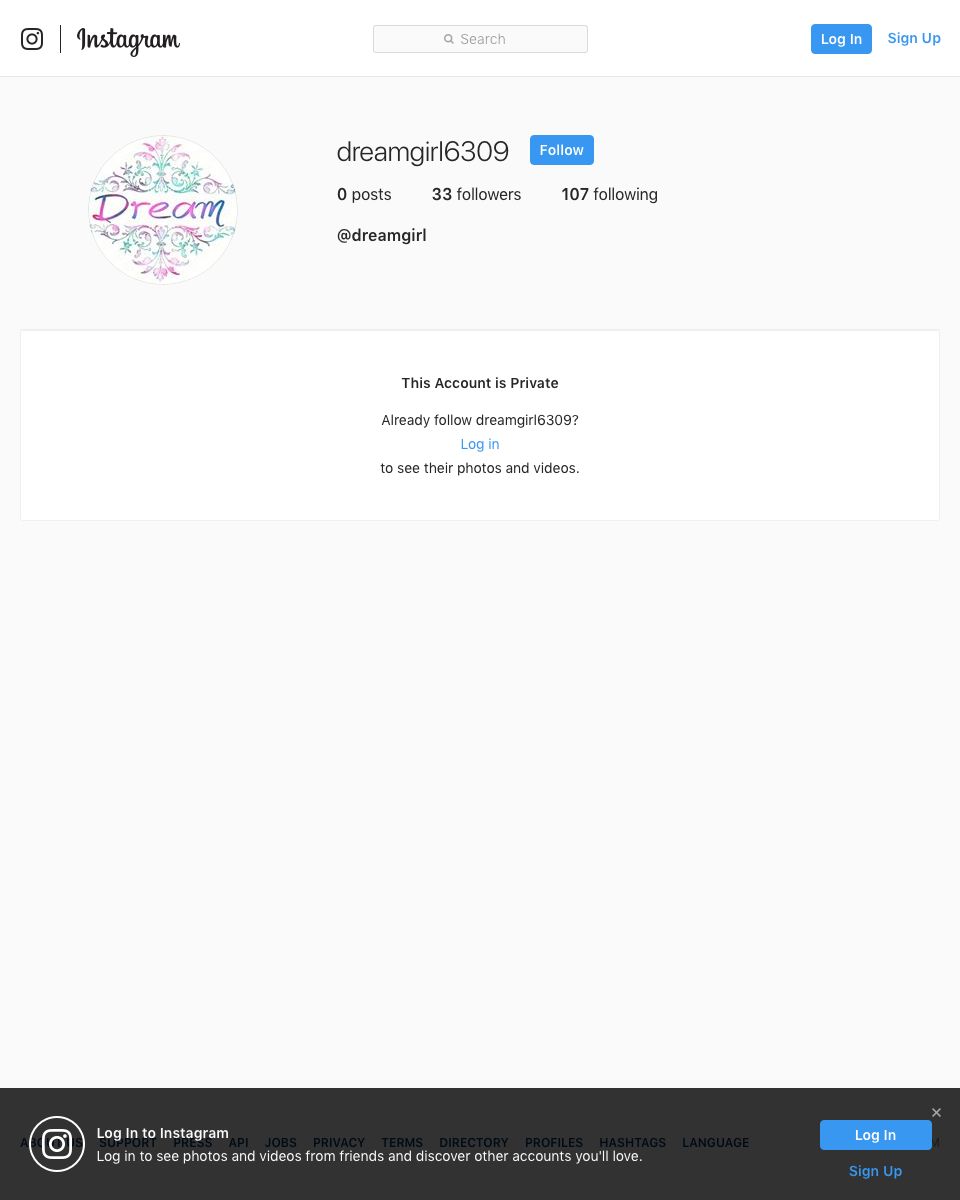 Instagram
Search
Log In
Sign Up
Dream
dreamgirl6309
Follow
0 posts 33 followers 107 following
@dreamgirl
This Account is Private
Already follow dreamgirl6309?
Log in
to see their photos and videos.
Log In to Instagram
SUPPORT PRESS API JOBS PRIVACY TERMS DIRECTORY PROFILES HASHTAGS LANGUAGE
Log in to see photos and videos from friends and discover other accounts you'll love.
Log In
Sign Up